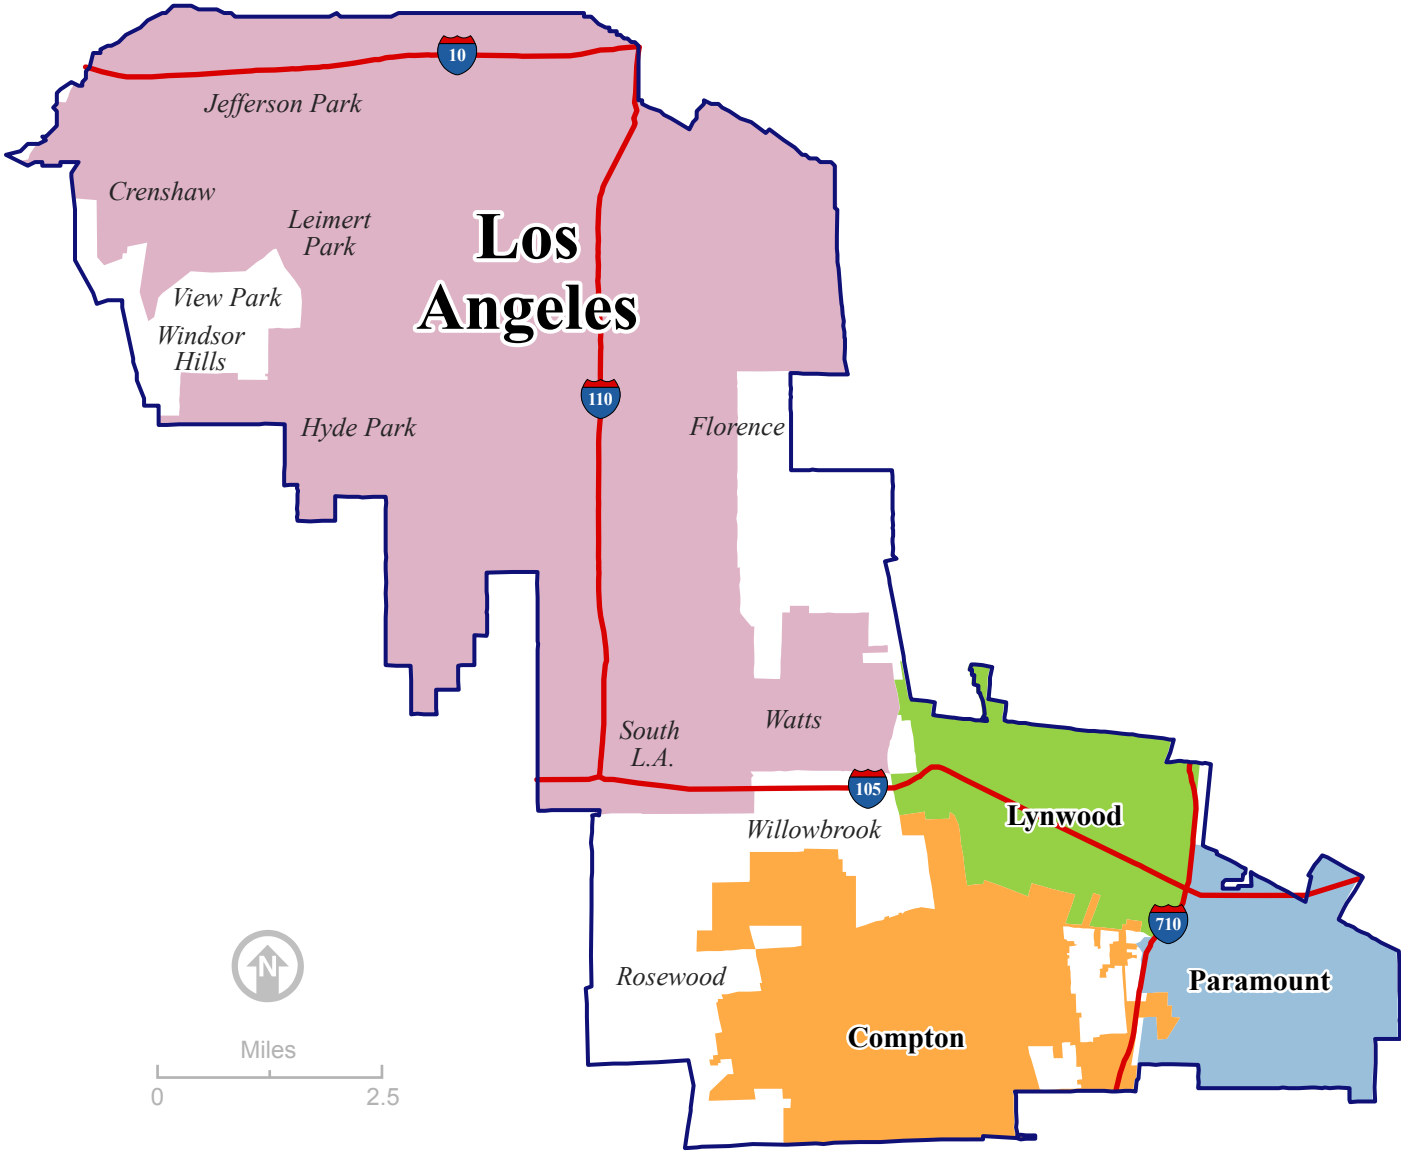 10
Jefferson Park
Crenshaw
Leimert
Park
Los
Angeles
View Park
Windsor
Hills
110
Hyde Park
Florence
South
L.A.
Watts
105
Willowbrook
Lynwood
710
Rosewood
Paramount
Compton
N
Miles
0
2.5